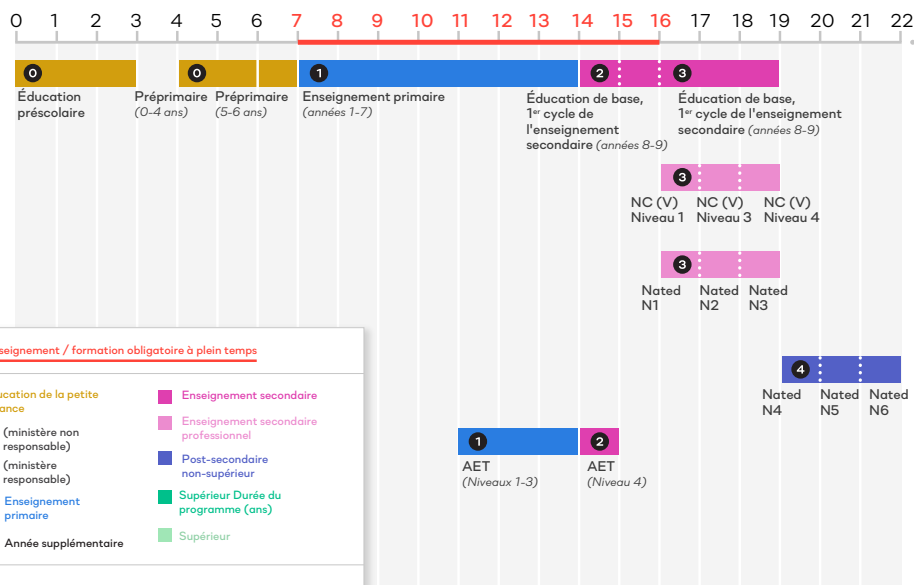 0 1 2 3 4 5 6 7 8 9 10 11 12 13 14 15 16 17 18 19 20 21 22
0 0 1 2 3
Éducation
préscolaire
Préprimaire
(0-4 ans)
Préprimaire
(5-6 ans)
Enseignement primaire
(années 1-7)
Éducation de base,
1er cycle de
l'enseignement
secondaire (années 8-9)
Éducation de base,
1er cycle de l'enseignement
secondaire (années 8-9)
3
NC (V)
Niveau 1
NC (V)
Niveau 3
NC (V)
Niveau 4
3
Nated
N1
Nated
N2
Nated
N3
4
Nated
N4
Nated
N5
Nated
N6
1 2
AET
(Niveaux 1-3)
AET
(Niveau 4)
seignement / formation obligatoire à plein temps
ucation de la petite
ance
(ministère non
responsable)
(ministère
responsable)
Enseignement
primaire
Année supplémentaire
Enseignement secondaire
Enseignement secondaire
professionnel
Post-secondaire
non-supérieur
Supérieur Durée du
programme (ans)
Supérieur